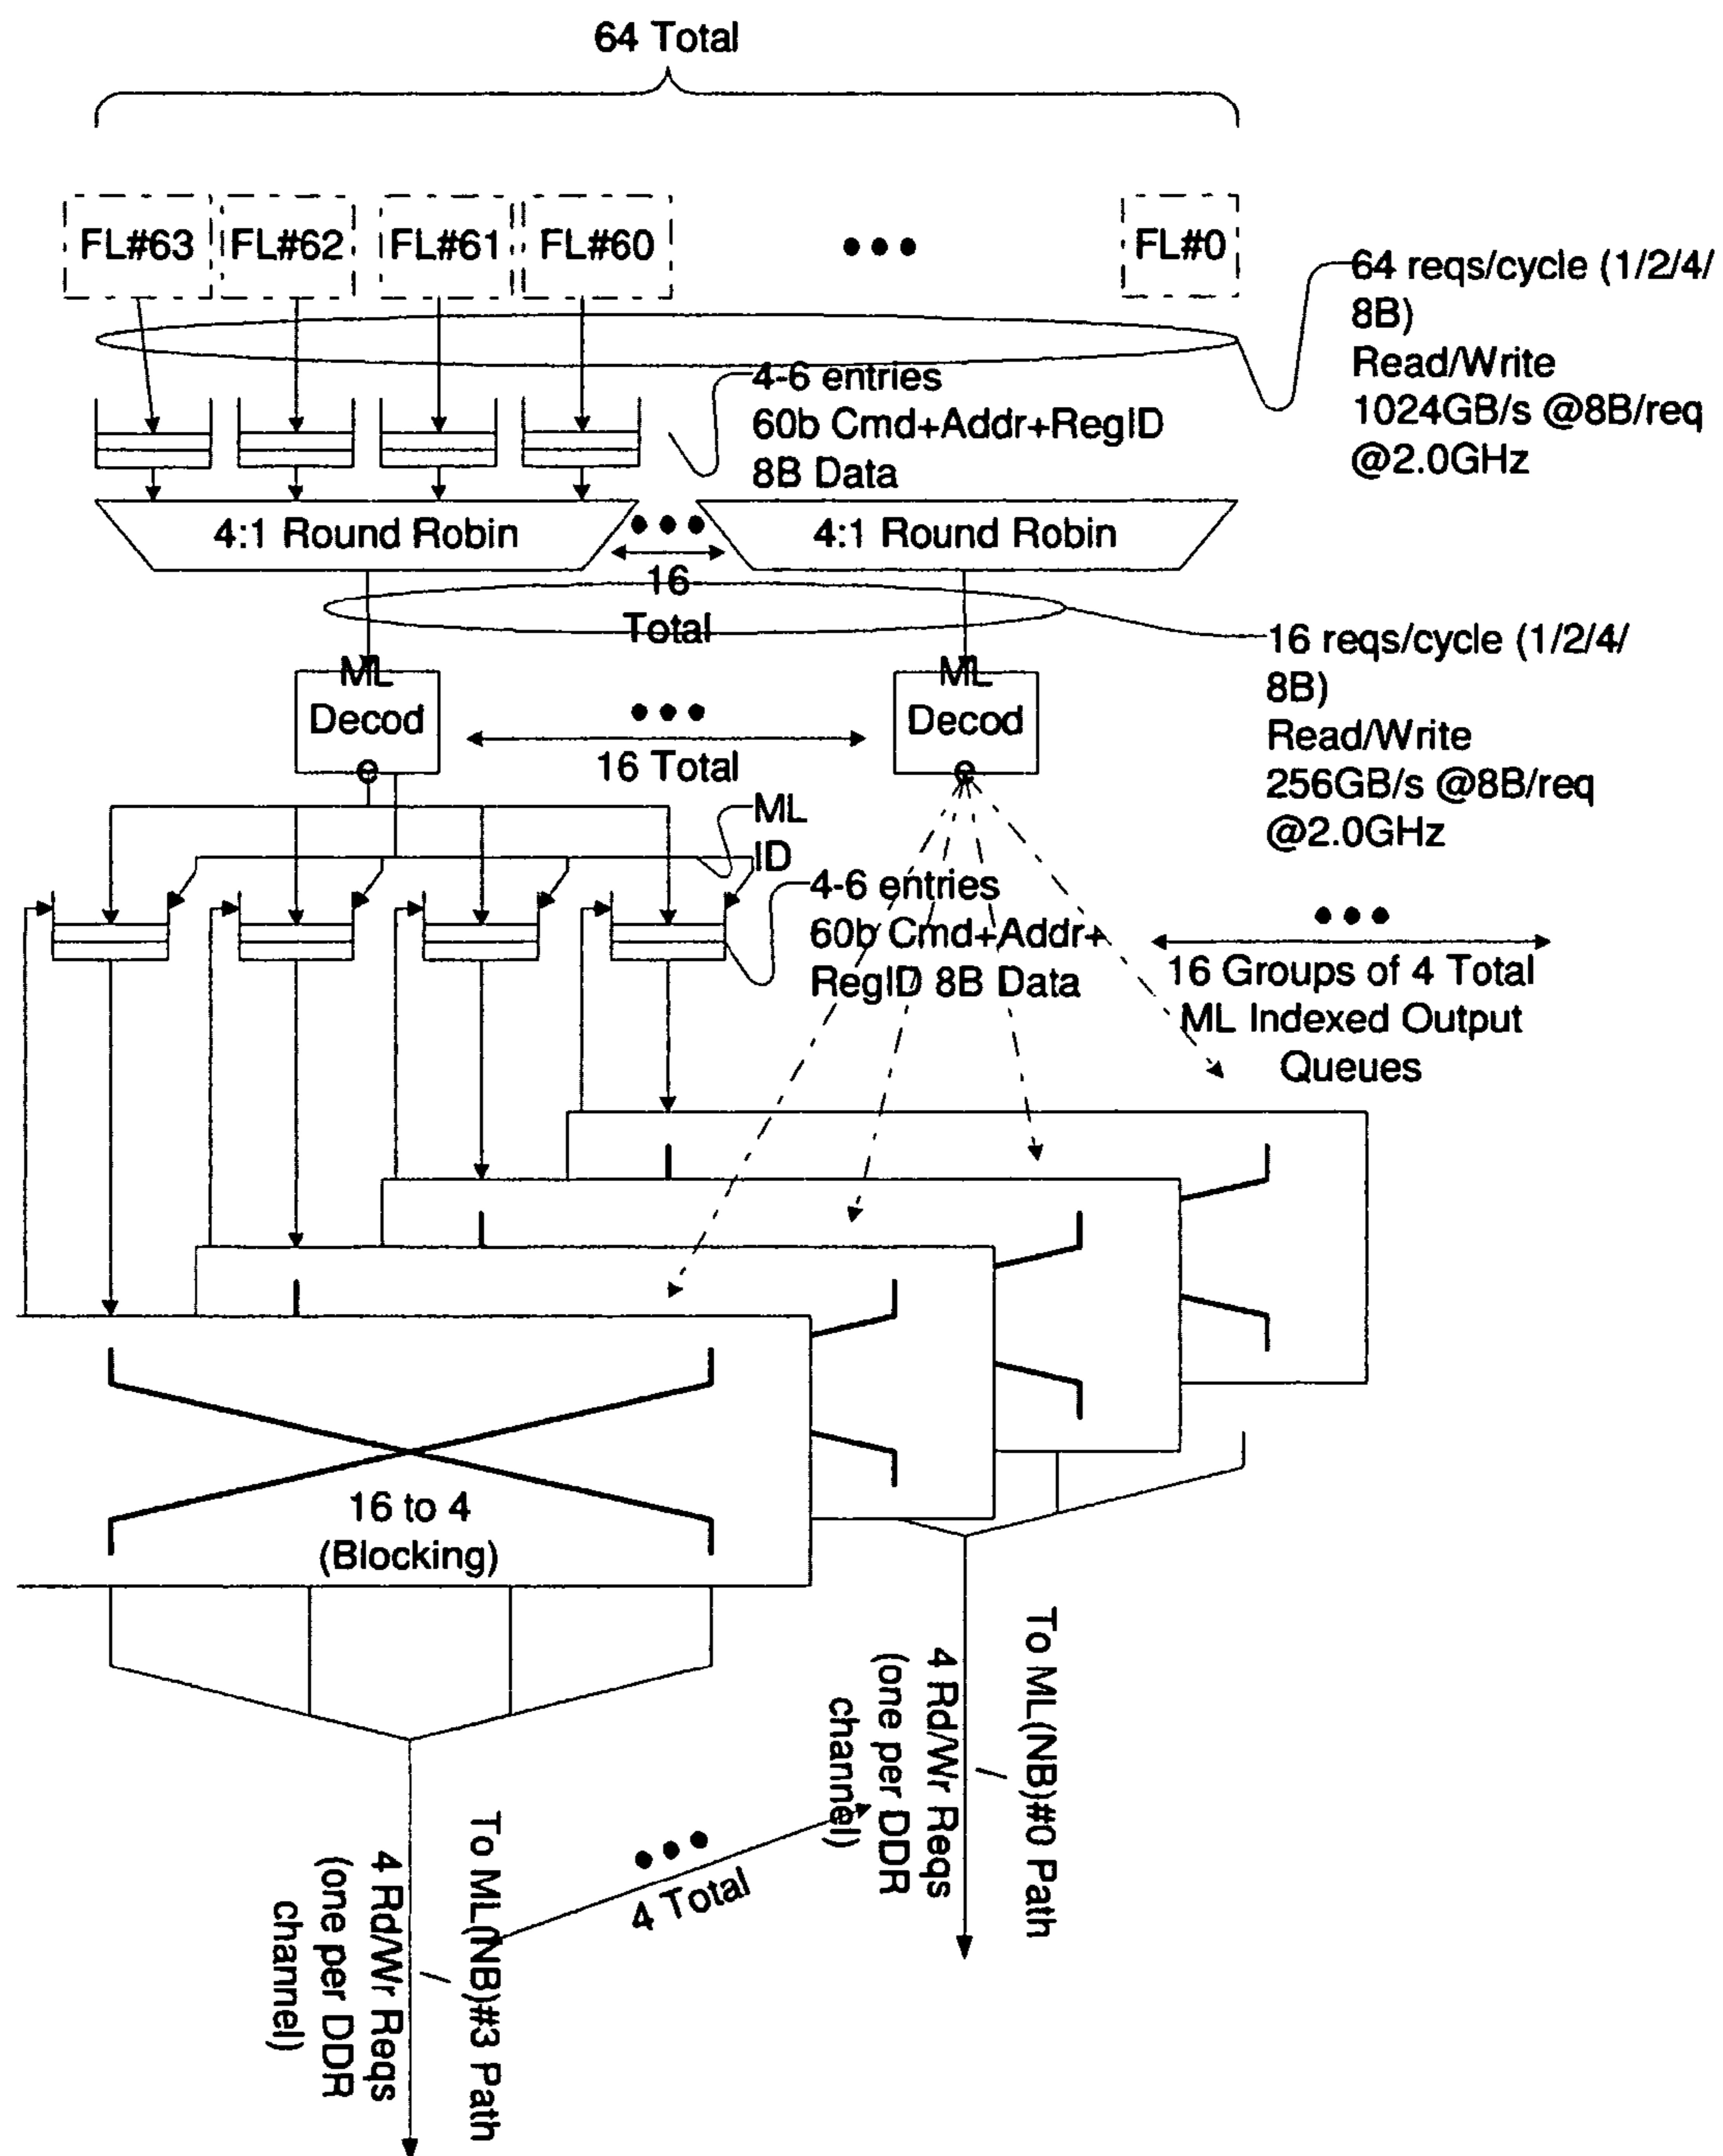 64 Total
FL#63
FL#62
FL#61
FL#60
FL#0
64 reqs/cycle (1/2/4/
8B)
Read/Write
1024GB/s @8B/req
@2.0GHz
4-6 entries
60b Cmd+Addr+RegID
8B Data
4:1 Round Robin
4:1 Round Robin
16
Total
16 reqs/cycle (1/2/4/
8B)
Read/Write
256GB/s @8B/req
@2.0GHz
ML
Decod
e
ML
Decod
e
16 Total
ML
ID
4-6 entries
60b Cmd+Addr+
RegID 8B Data
16 Groups of 4 Total
ML Indexed Output
Queues
16 to 4
(Blocking)
To ML(NB)#0 Path
4 Rd/Wr Reqs
(one per DDR
channel)
4 Total
To ML(NB)#3 Path
4 Rd/Wr Reqs
(one per DDR
channel)